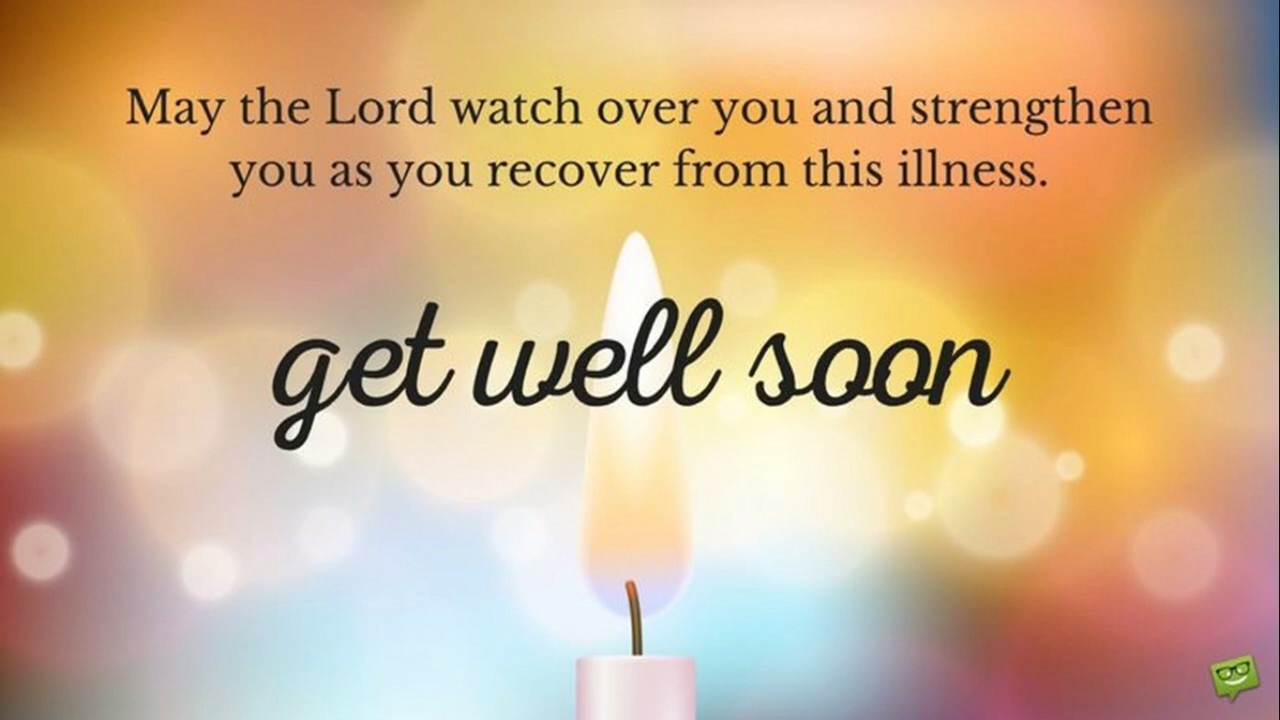 May the Lord watch over you and strengthen
you as you recover from this illness.
get well soon